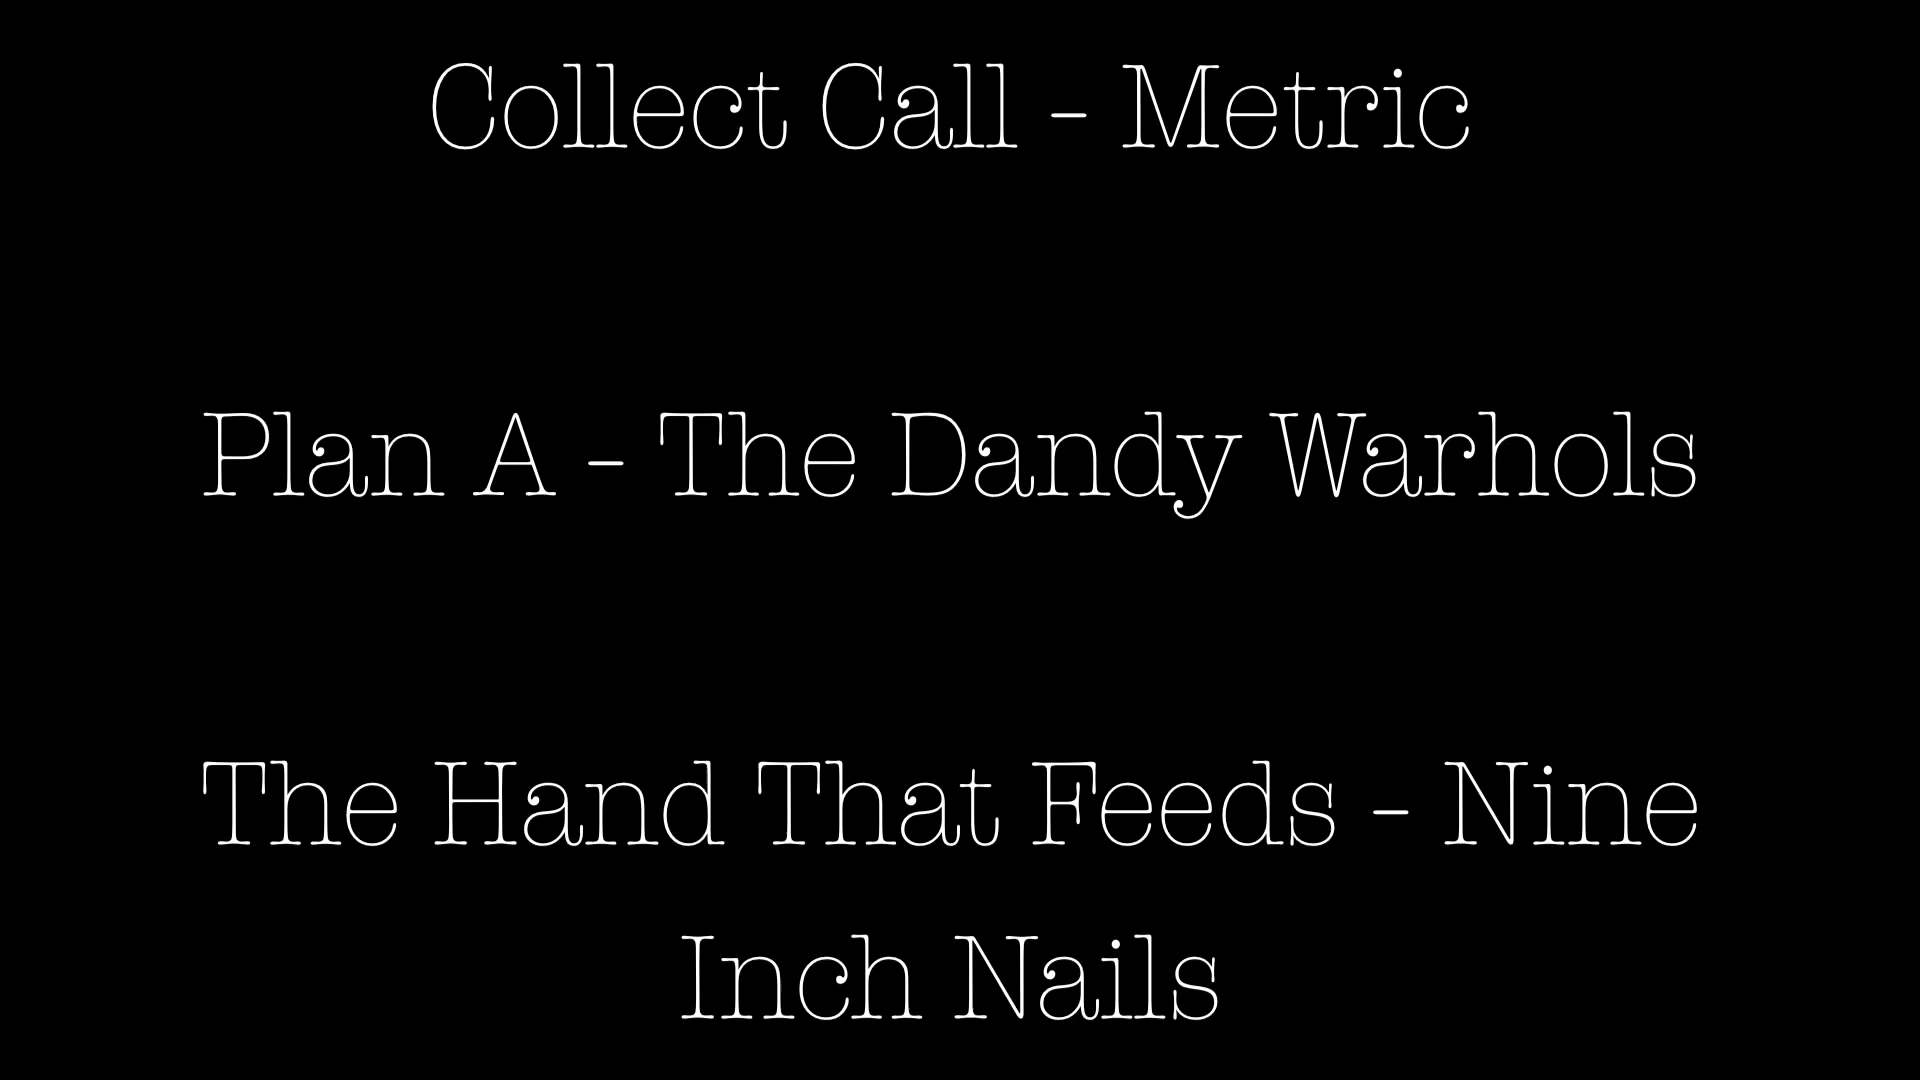 Collect Call - Metric
Plan A - The Dandy Warhols
The Hand That Feeds - Nine
Inch Nails